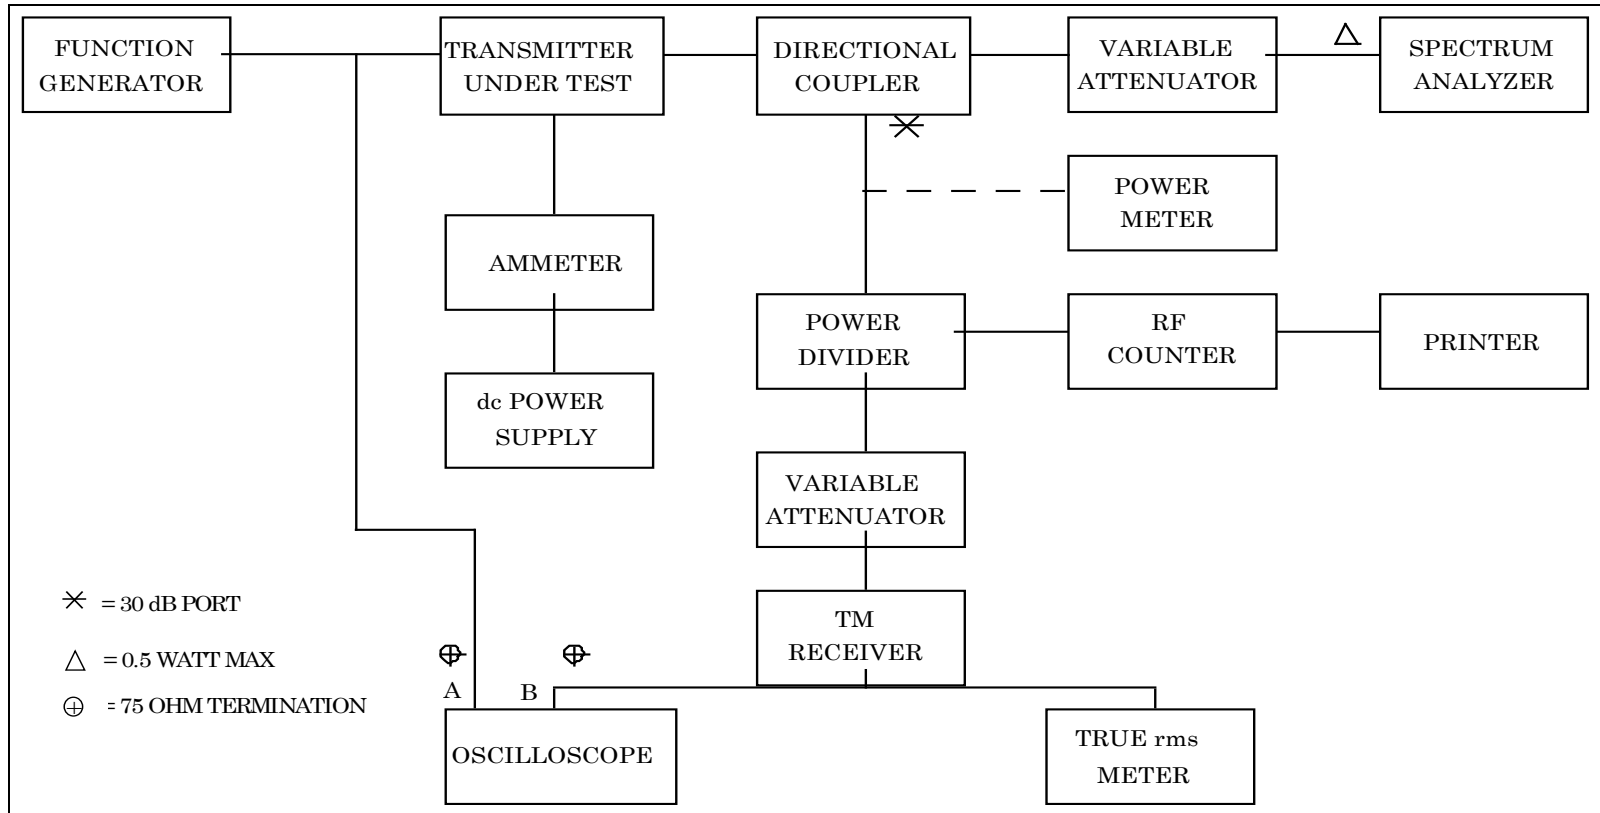 FUNCTION
GENERATOR
TRANSMITTER
UNDER TEST
DIRECTIONAL
COUPLER
VARIABLE
ATTENUATOR
SPECTRUM
ANALYZER
POWER
METER
AMMETER
POWER
DIVIDER
RF
COUNTER
PRINTER
dc POWER
SUPPLY
VARIABLE
ATTENUATOR
TM
RECEIVER
= 30 dB PORT
= 0.5 WATT MAX
= 75 OHM TERMINATION
A
B
OSCILLOSCOPE
TRUE rms
METER